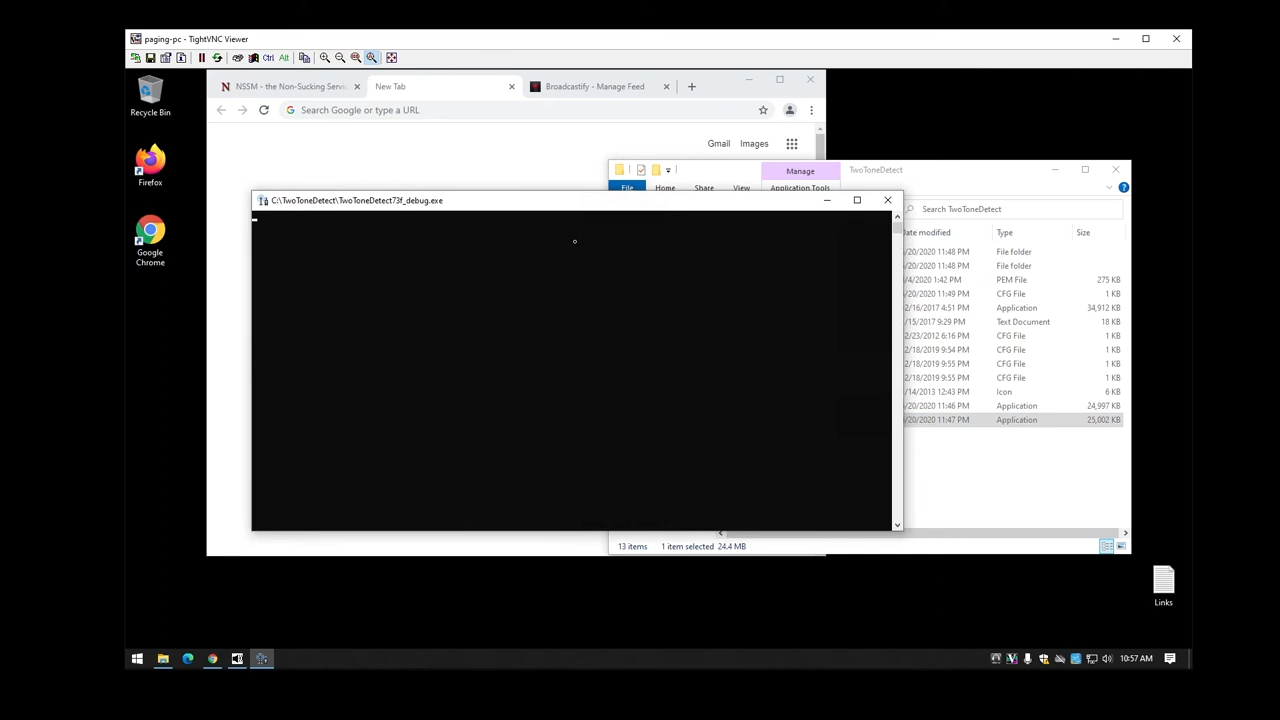 paging-pc - TightVNC Viewer
Ctrl Alt
Recycle Bin
Firefox
Google
Chrome
NSSM - the Non-Sucking Servic
New Tab
Broadcastify - Manage Feed
Search Google or type a URL
Gmail Images
Manage
TwoToneDetect
File Home Share View Application Tools
Search TwoToneDetect
C:\TwoToneDetect\TwoToneDetect73f_debug.exe
Date modified Type Size
/20/2020 11:48 PM File folder
/20/2020 11:48 PM File folder
/4/2020 1:42 PM PEM File 275 KB
/20/2020 11:49 PM CFG File 1 KB
2/16/2017 4:51 PM Application 34,912 KB
/15/2017 9:29 PM Text Document 18 KB
2/23/2012 6:16 PM CFG File 1 KB
2/18/2019 9:54 PM CFG File 1 KB
2/18/2019 9:55 PM CFG File 1 KB
2/18/2019 9:55 PM CFG File 1 KB
/14/2013 12:43 PM Icon 6 KB
/20/2020 11:46 PM Application 24,997 KB
/20/2020 11:47 PM Application 25,002 KB
13 items 1 item selected 24.4 MB
Links
10:57 AM